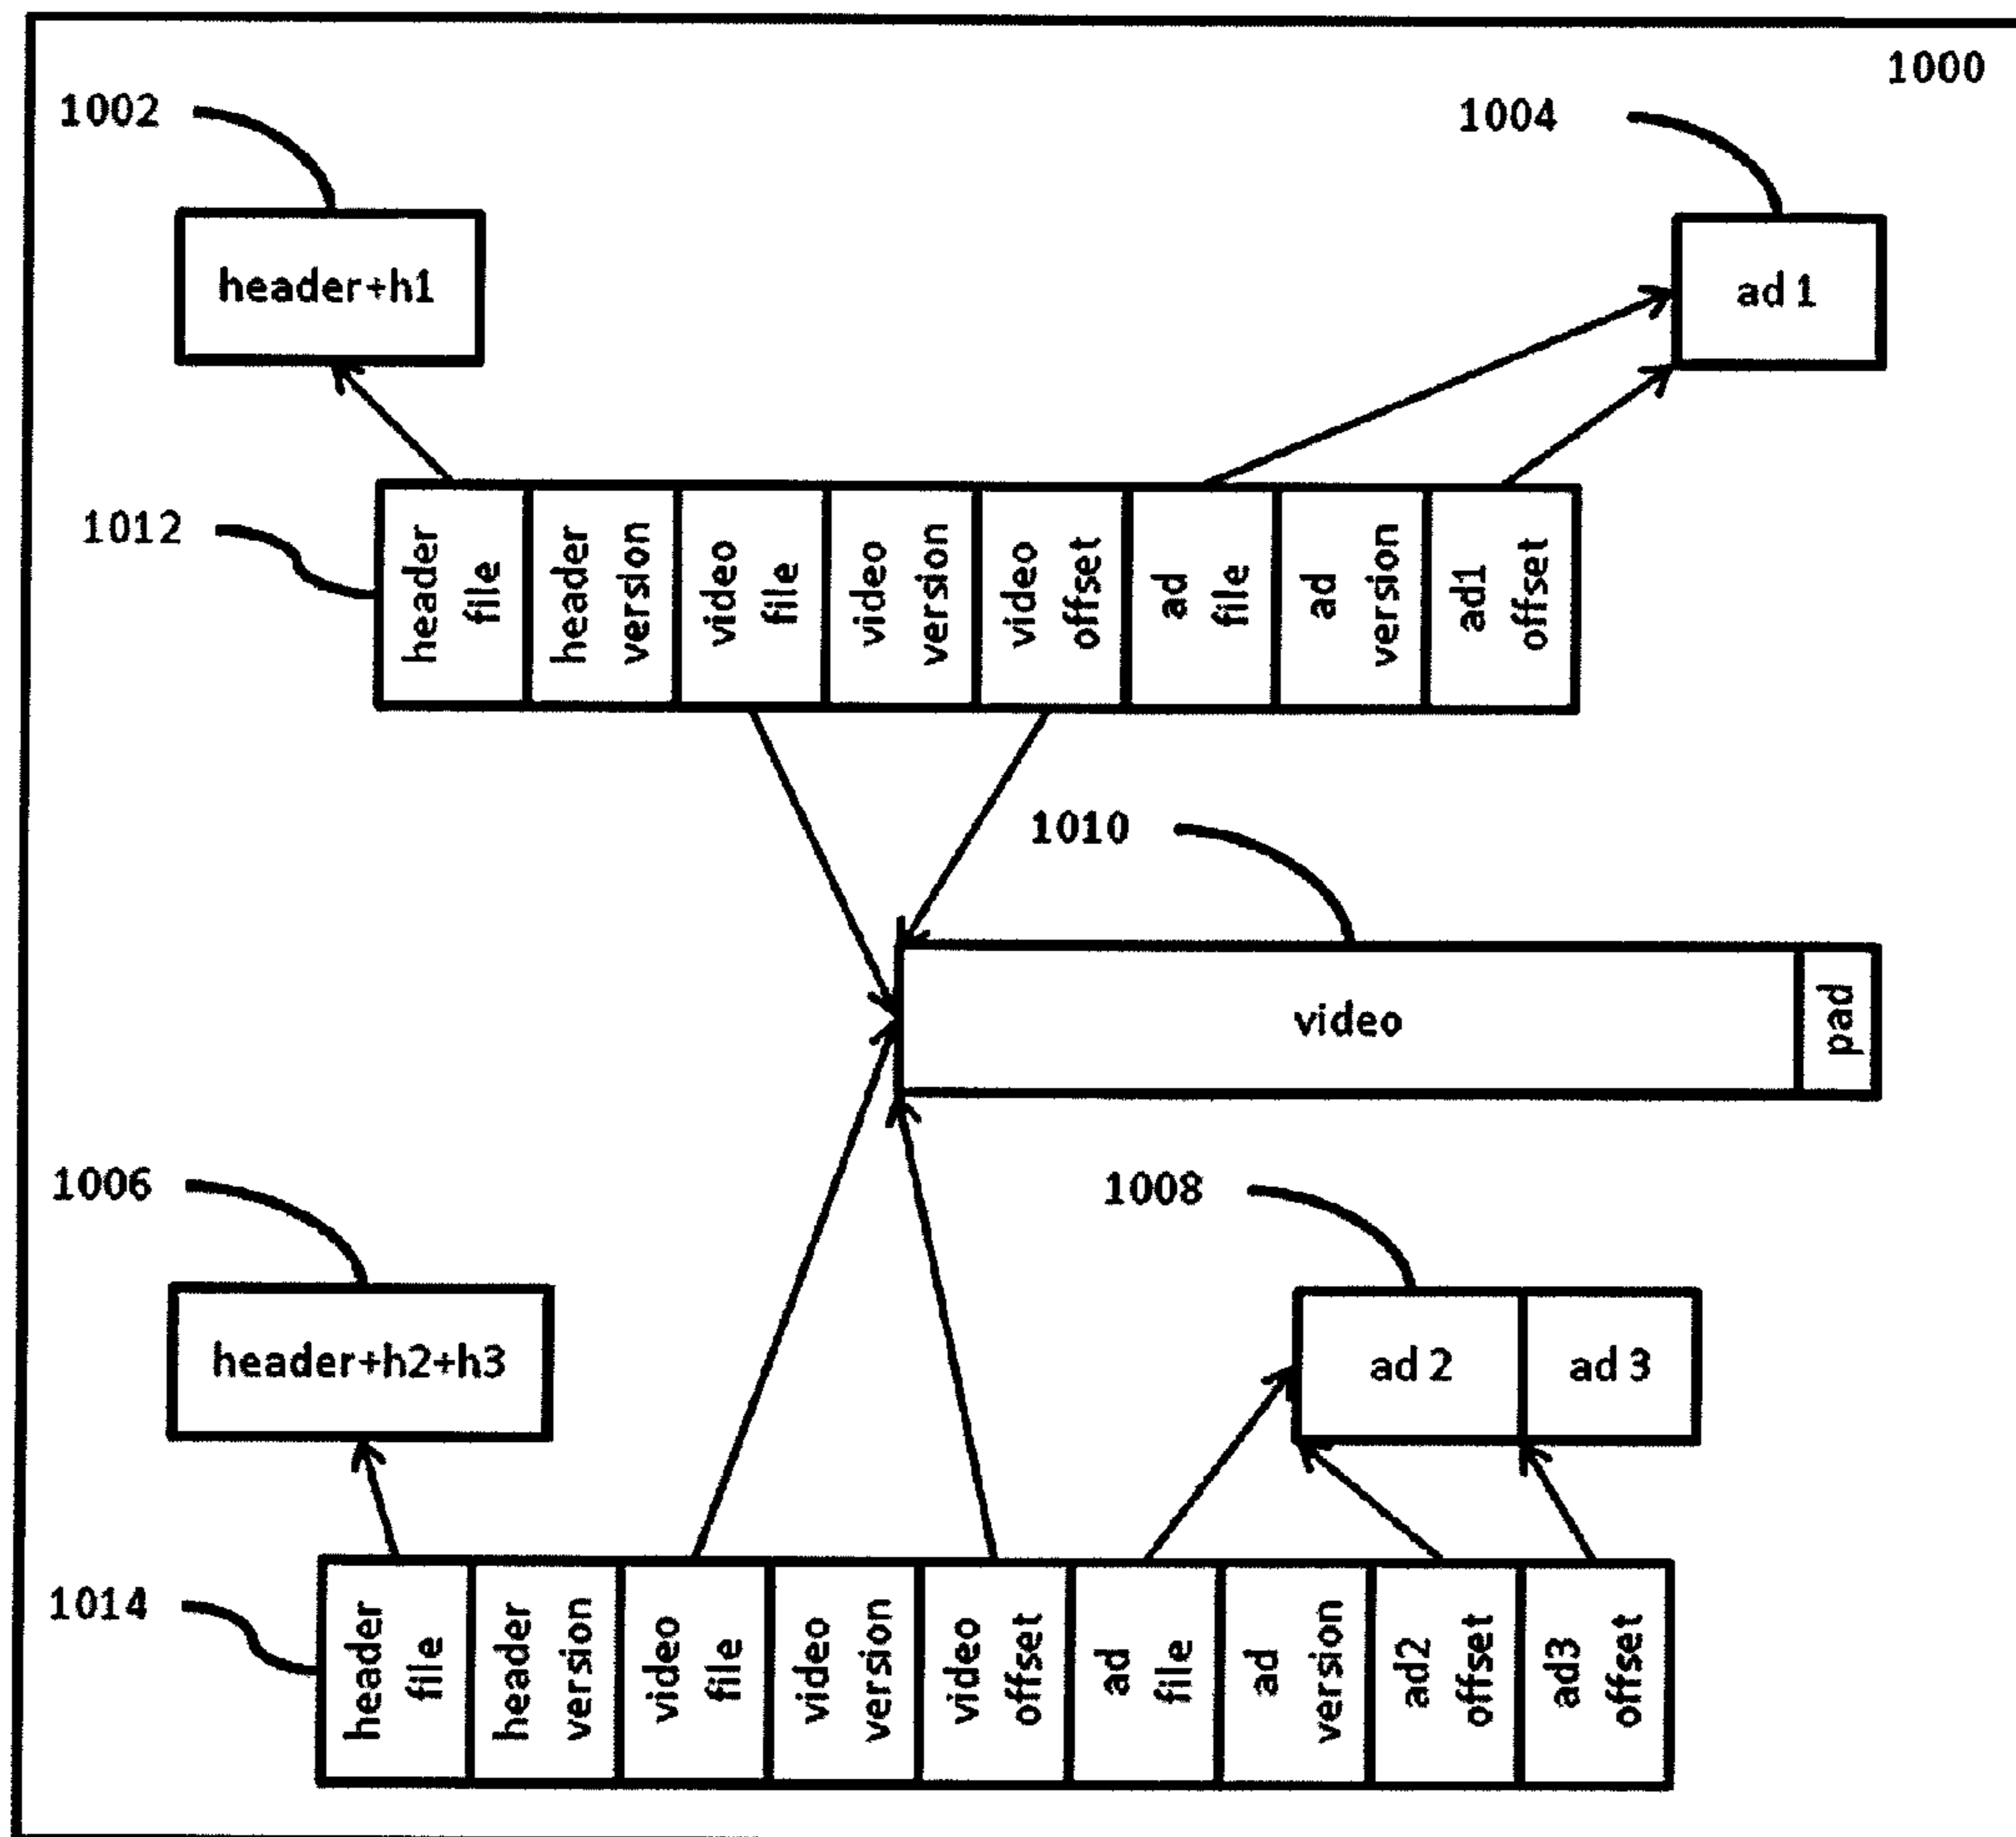 1000
1002
1004
header+h1
ad 1
1012
header
file
header
version
video
file
video
version
video
offset
ad
file
ad
version
ad1
offset
1010
video
pad
1006
1008
header+h2+h3
ad 2
ad 3
1014
header
file
header
version
video
file
video
version
video
offset
ad
file
ad
version
ad2
offset
ad3
offset